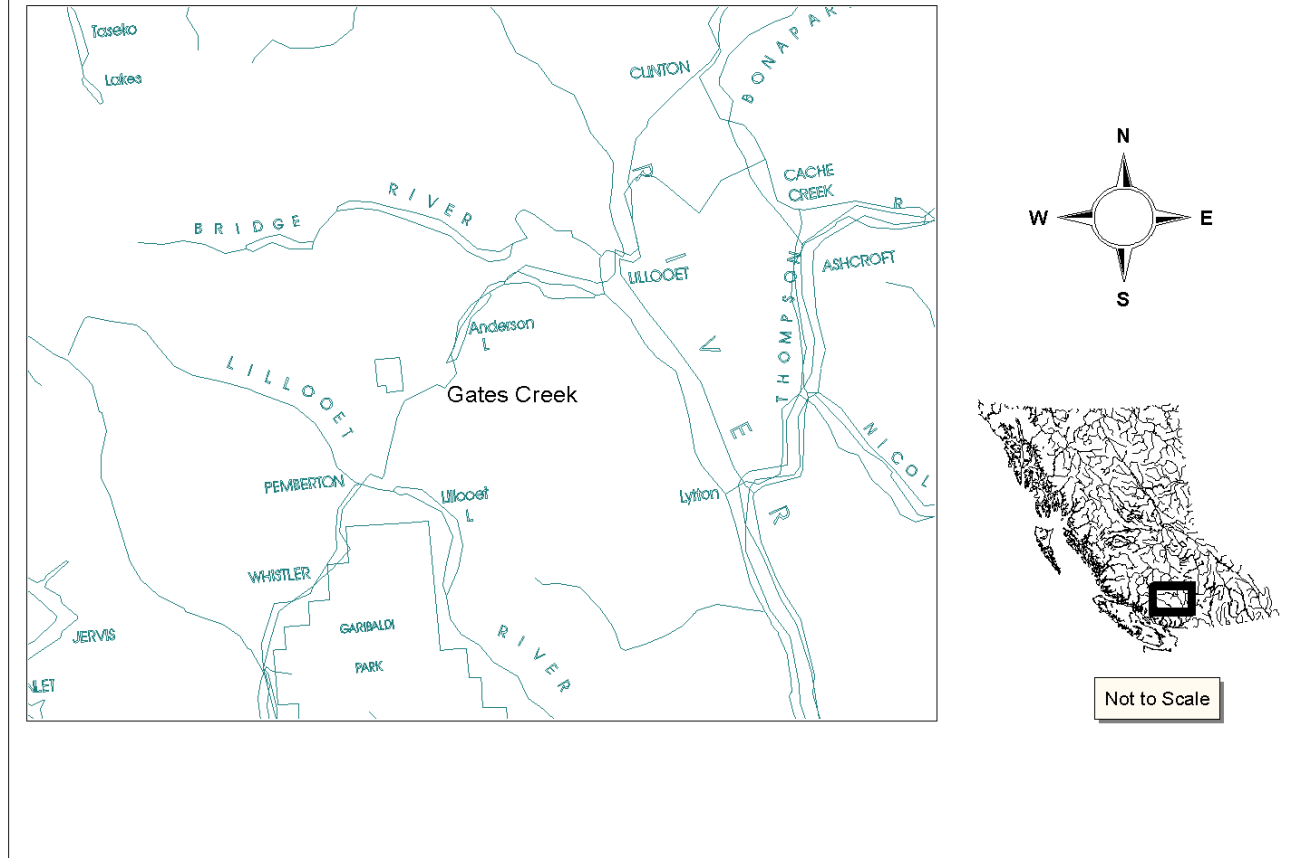 Taseko
Lakes
CLINTON
BONAPAR
CACHE
CREEK
R
BRIDGE RIVER
R I V E R
LILLOOET
ASHCROFT
THOMPSON
Anderson
L
LILLOOET
Gates Creek
NICOL
PEMBERTON
Lillooet
L
Lytton
WHISTLER
GARIBALDI
PARK
RIVER
JERVIS
NLET
N
W
E
S
Not to Scale